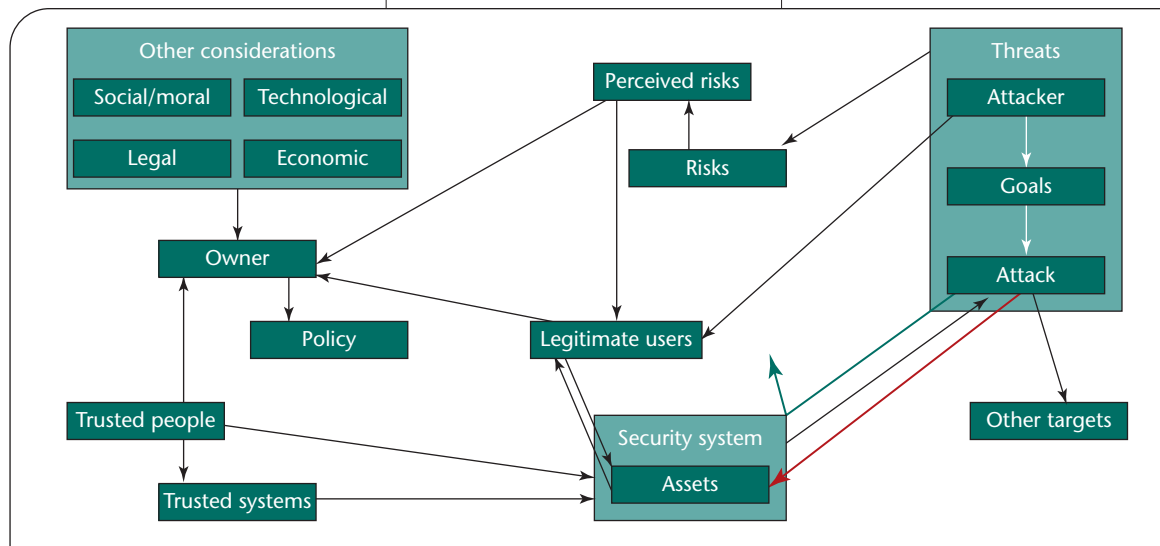 Other considerations
Social/moral
Technological
Legal
Economic
Perceived risks
Risks
Threats
Attacker
Goals
Attack
Owner
Policy
Legitimate users
Trusted people
Trusted systems
Security system
Assets
Other targets